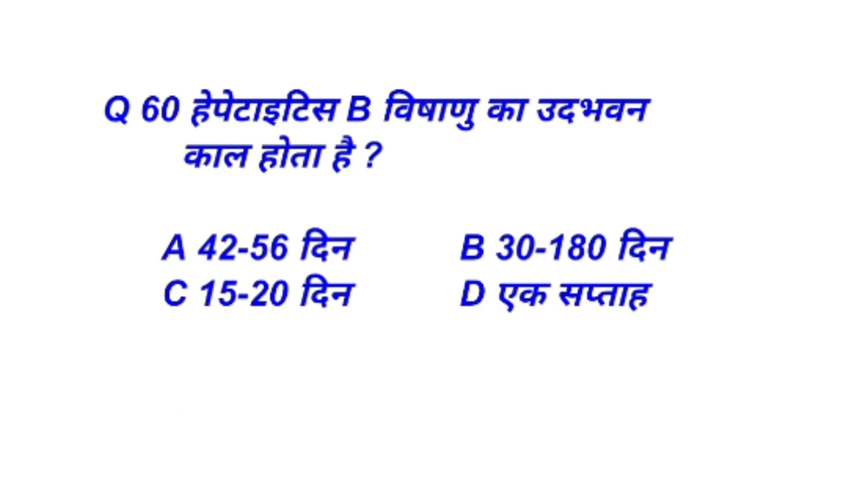 Q 60 हेपेटाइटिस B विषाणु का उदभवन
काल होता है ?
A 42-56 दिन B 30-180 दिन
C 15-20 दिन D एक सप्ताह